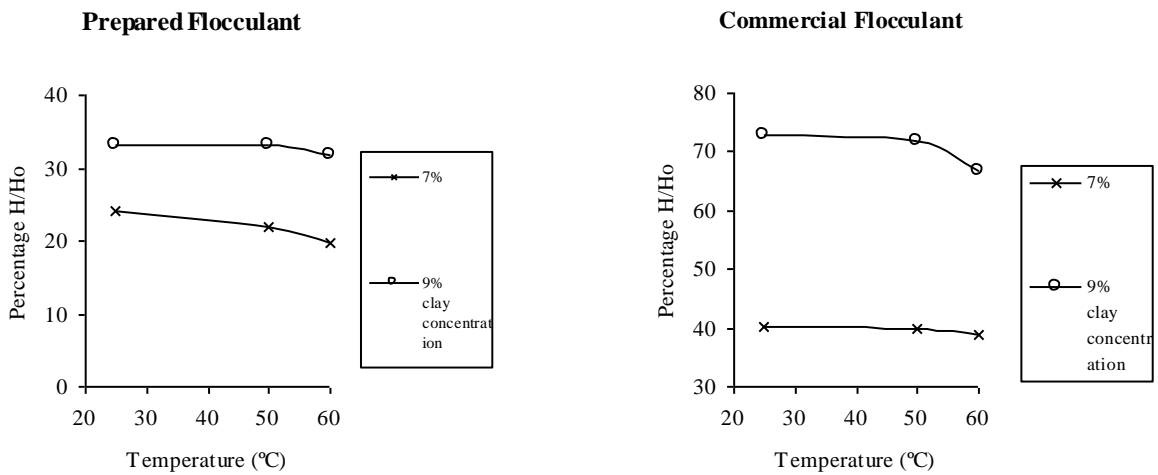 Prepared Flocculant
40
30
20
10
0
20 30 40 50 60
Percentage H/Ho
Temperature (ºC)
7%
9%
clay
concentrat
ion
Commercial Flocculant
80
70
60
50
40
30
20 30 40 50 60
Percentage H/Ho
Temperature (ºC)
7%
9%
clay
concentr
ation